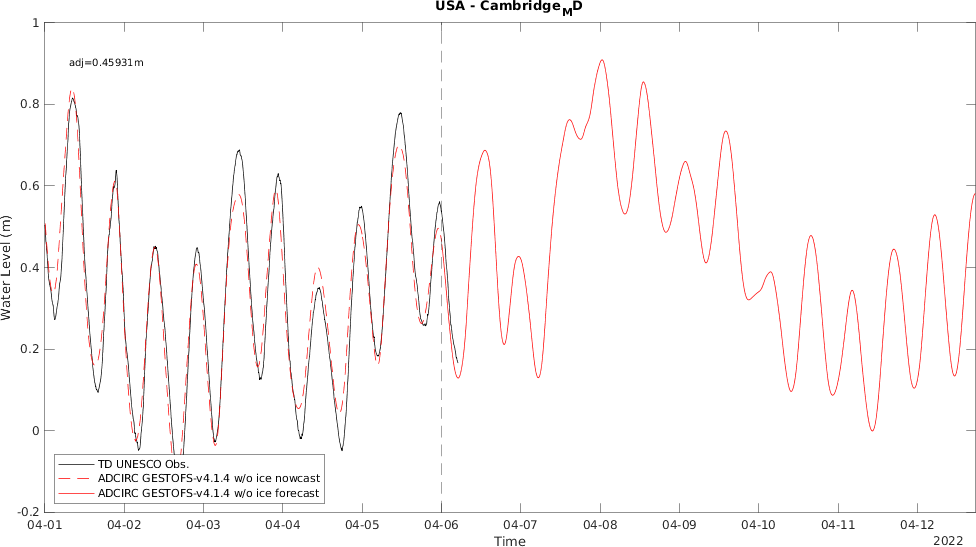 USA - Cambridge_MD
1
adj=0.45931m
0.8
0.6
0.4
0.2
0
-0.2
Water Level (m)
TD UNESCO Obs.
ADCIRC GESTOFS-v4.1.4 w/o ice nowcast
ADCIRC GESTOFS-v4.1.4 w/o ice forecast
04-01 04-02 04-03 04-04 04-05 04-06 04-07 04-08 04-09 04-10 04-11 04-12
Time
2022